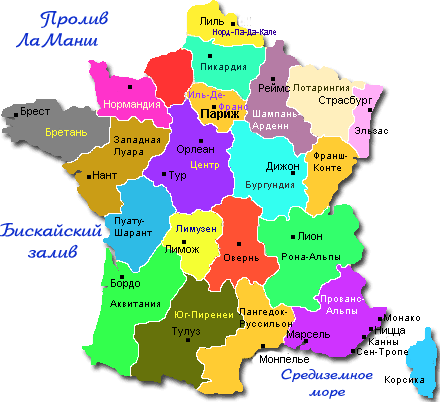 Пролив
Ла Манш
Лиль
Норд-Па-Да-Кале
Пикардия
Нормандия
Иль-Де-
Франс
Париж
Реймс
Шампань
Арденн
Лотарингия
Страсбург
Эльзас
Брест
Бретань
Западная
Луара
Нант
Орлеан
Центр
Тур
Дижон
Бургундия
Франш-
Конте
Бискайский
залив
Пуату-
Шарант
Лимузен
Лимож
Овернь
Лион
Рона-Альпы
Бордо
Аквитания
Юг-Пиренеи
Тулуз
Лангедок-
Руссильон
Монпелье
Прованс-
Альпы
Марсель
Монако
Ницца
Канны
Сен-Тропе
Средиземное
море
Корсика